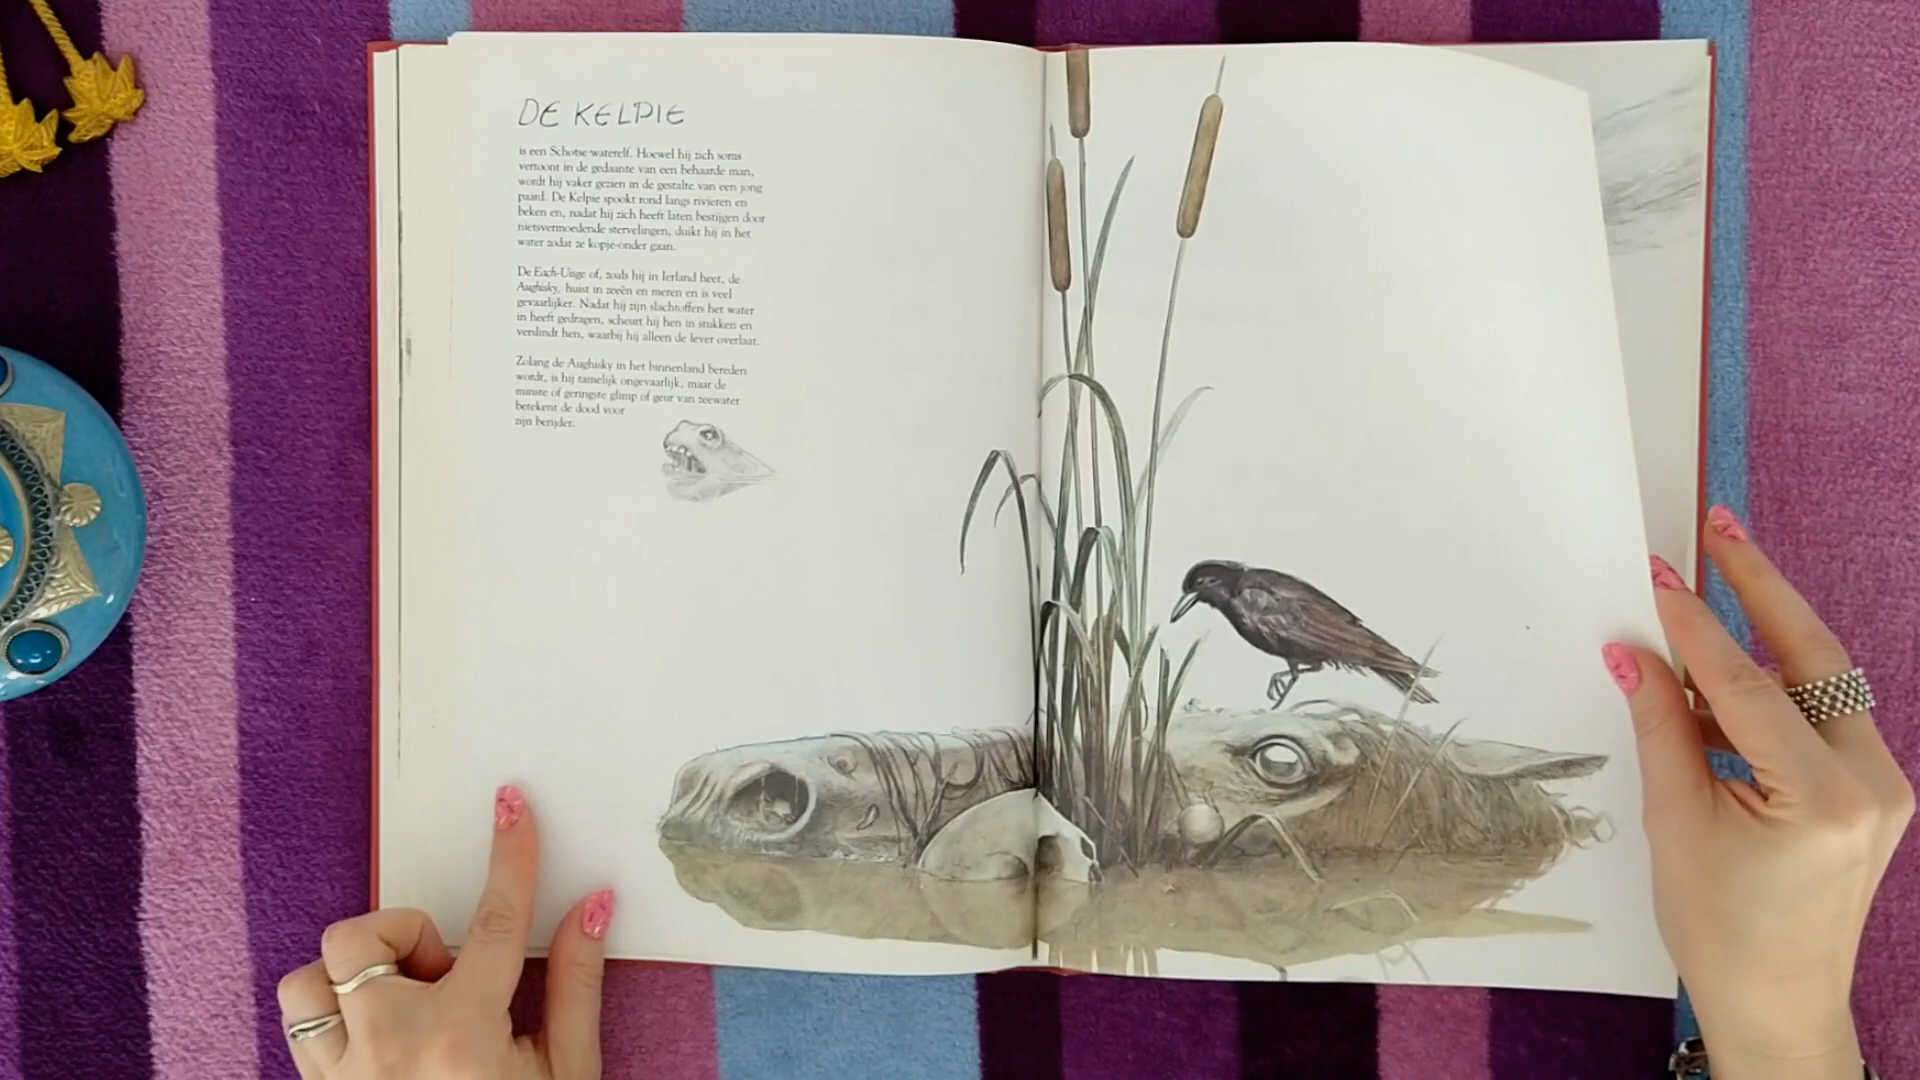 DE KELPIE
is een Schotse waterelf. Hoewel hij zich soms
vertoont in de gedaante van een behaarde man,
wordt hij vaker gezien in de gestalte van een jong
paard. De Kelpie spookt rond langs rivieren en
beken en, nadat hij zich heeft laten bestijgen door
nietsvermoedende stervelingen, duikt hij in het
water zodat ze kopje-onder gaan.
De Each-Uisge of, zoals hij in Ierland heet, de
Aughisky, huist in zeeën en meren en is veel
gevaarlijker. Nadat hij zijn slachtoffers het water
in heeft gedragen, scheurt hij hen in stukken en
verslindt hen, waarbij hij alleen de lever overlaat.
Zolang de Aughisky in het binnenland bereden
wordt, is hij tamelijk ongevaarlijk, maar de
minste of geringste glimp of geur van zeewater
betekent de dood voor
zijn berijder.